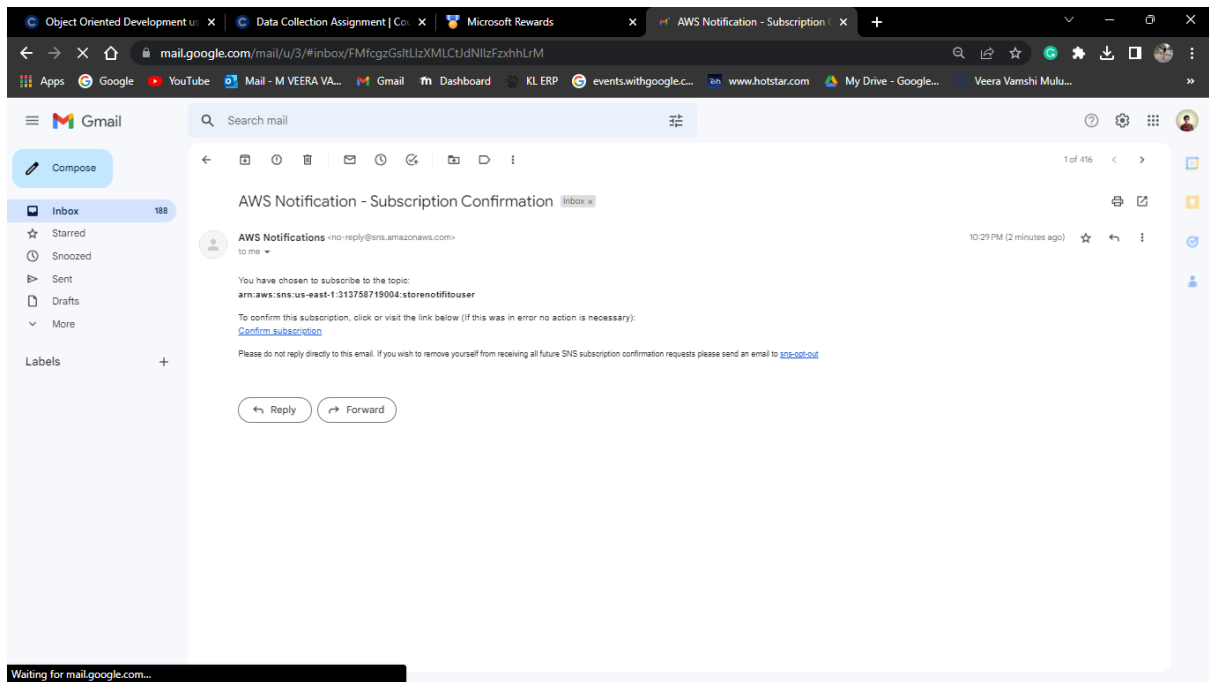 Object Oriented Development us
Data Collection Assignment | Cou
Microsoft Rewards
AWS Notification - Subscription C
mail.google.com/mail/u/3/#inbox/FMfcgzGsltLIzXMLCtJdNIIzFzxhhLrM
Apps Google YouTube Mail - M VEERA VA... Gmail Dashboard KL ERP events.withgoogle.c... www.hotstar.com My Drive - Google... Veera Vamshi Mulu... »
Gmail
Search mail
Compose
1 of 416
Inbox 188
Starred
Snoozed
Sent
Drafts
More
Labels +
AWS Notification - Subscription Confirmation Inbox x
AWS Notifications <no-reply@sns.amazonaws.com> 10:29 PM (2 minutes ago)
to me
You have chosen to subscribe to the topic:
arn:aws:sns:us-east-1:313758719004:storenotifitouser
To confirm this subscription, click or visit the link below (If this was in error no action is necessary):
Confirm subscription
Please do not reply directly to this email. If you wish to remove yourself from receiving all future SNS subscription confirmation requests please send an email to sns-opt-out
Reply Forward
Waiting for mail.google.com...